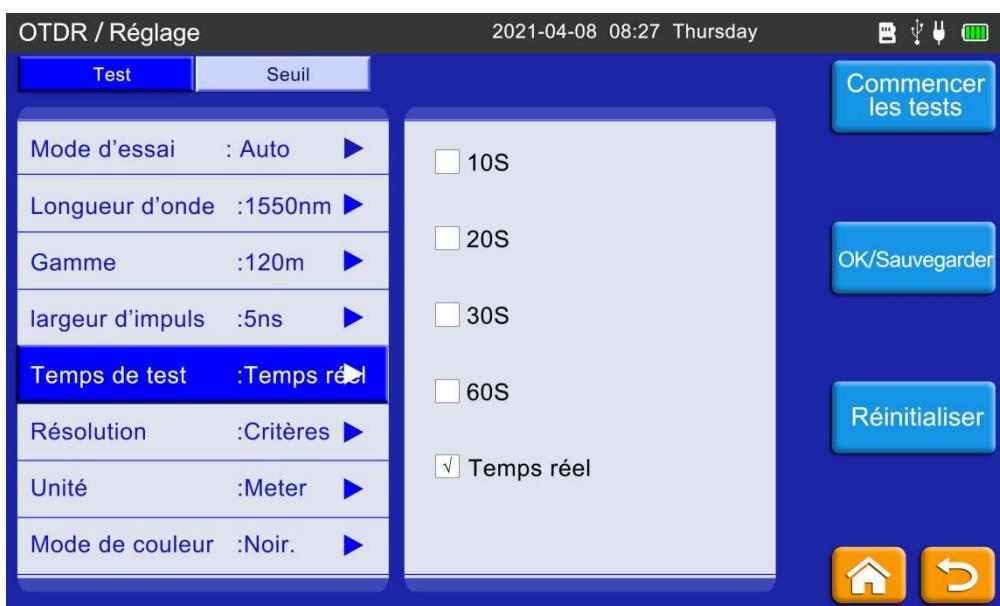 OTDR / Réglage 2021-04-08 08:27 Thursday
Test Seuil
Commencer
les tests
Mode d'essai : Auto
Longueur d'onde :1550nm
Gamme :120m
largeur d'impuls :5ns
Temps de test :Temps réel
Résolution :Critères
Unité :Meter
Mode de couleur :Noir.
10S
20S
30S
60S
√ Temps réel
OK/Sauvegarder
Réinitialiser